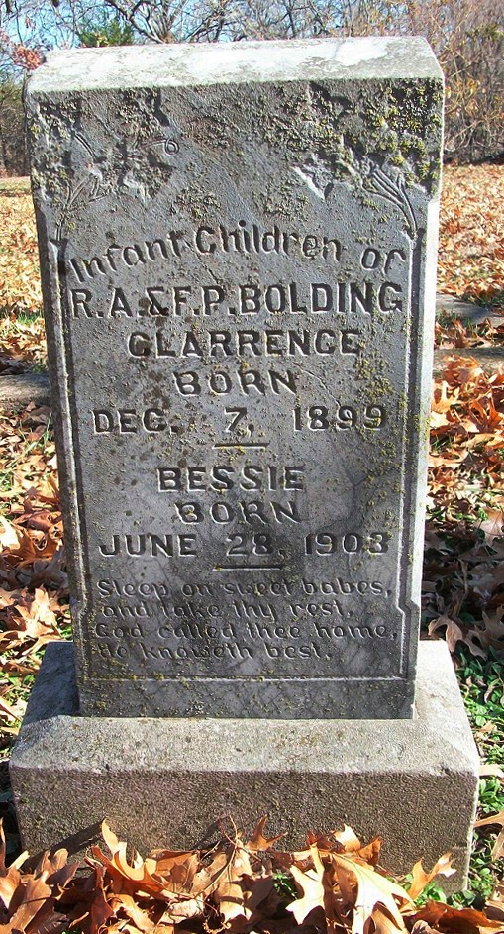 Infant Children of
R.A.&F.P.BOLDING
CLARRENCE
BORN
DEC. 7, 1899
BESSIE
BORN
JUNE 28, 1903
Sleep on sweet babes,
and take thy rest,
God called thee home,
He knoweth best.